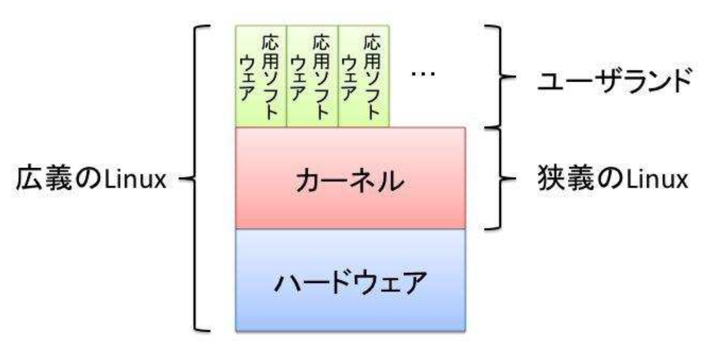 応用ソフト
ウェア
応用ソフト
ウェア
応用ソフト
ウェア
…
ユーザランド
広義のLinux
カーネル
狭義のLinux
ハードウェア